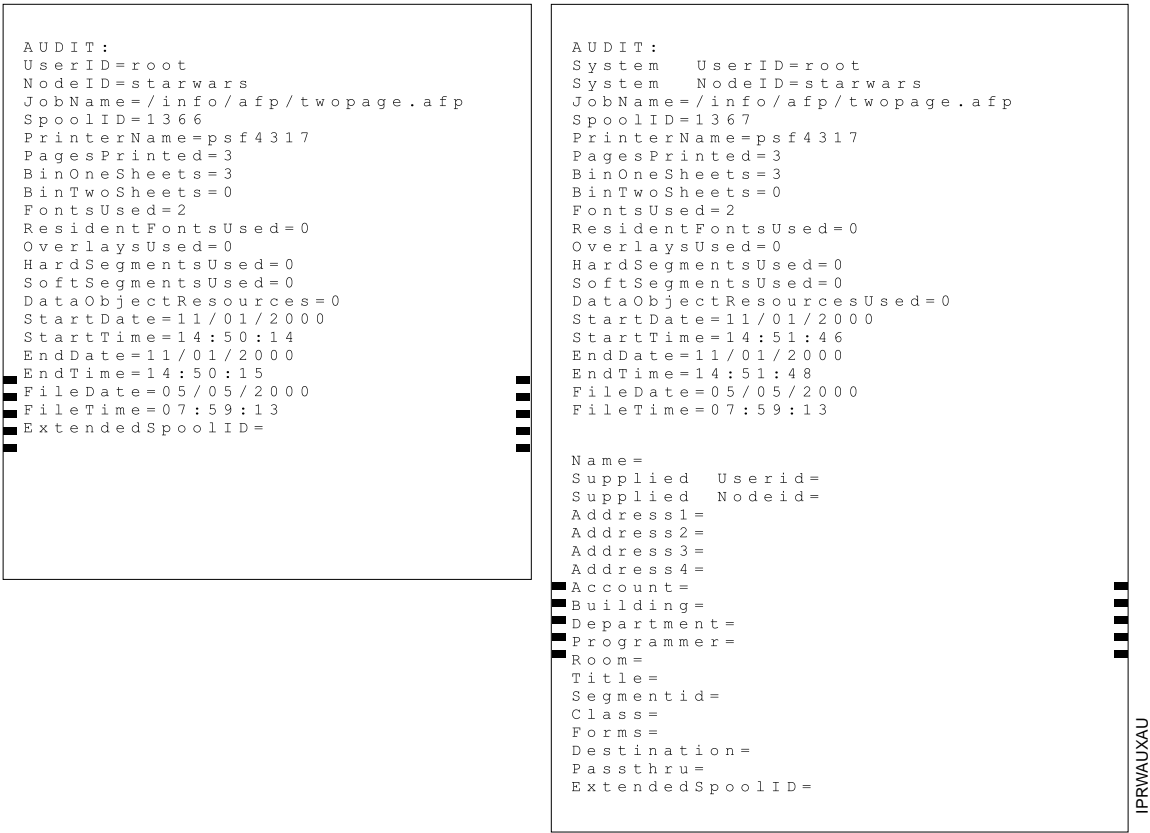 AUDIT:
UserID=root
NodeID=starwars
JobName=/info/afp/twopage.afp
SpoolID=1366
PrinterName=psf4317
PagesPrinted=3
BinOneSheets=3
BinTwoSheets=0
FontsUsed=2
ResidentFontsUsed=0
OverlaysUsed=0
HardSegmentsUsed=0
SoftSegmentsUsed=0
DataObjectResources=0
StartDate=11/01/2000
StartTime=14:50:14
EndDate=11/01/2000
EndTime=14:50:15
FileDate=05/05/2000
FileTime=07:59:13
ExtendedSpoolID=
AUDIT:
System UserID=root
System NodeID=starwars
JobName=/info/afp/twopage.afp
SpoolID=1367
PrinterName=psf4317
PagesPrinted=3
BinOneSheets=3
BinTwoSheets=0
FontsUsed=2
ResidentFontsUsed=0
OverlaysUsed=0
HardSegmentsUsed=0
SoftSegmentsUsed=0
DataObjectResourcesUsed=0
StartDate=11/01/2000
StartTime=14:51:46
EndDate=11/01/2000
EndTime=14:51:48
FileDate=05/05/2000
FileTime=07:59:13
Name=
Supplied Userid=
Supplied Nodeid=
Address1=
Address2=
Address3=
Address4=
Account=
Building=
Department=
Programmer=
Room=
Title=
Segmentid=
Class=
Forms=
Destination=
Passthru=
ExtendedSpoolID=
IPRWAUXAU